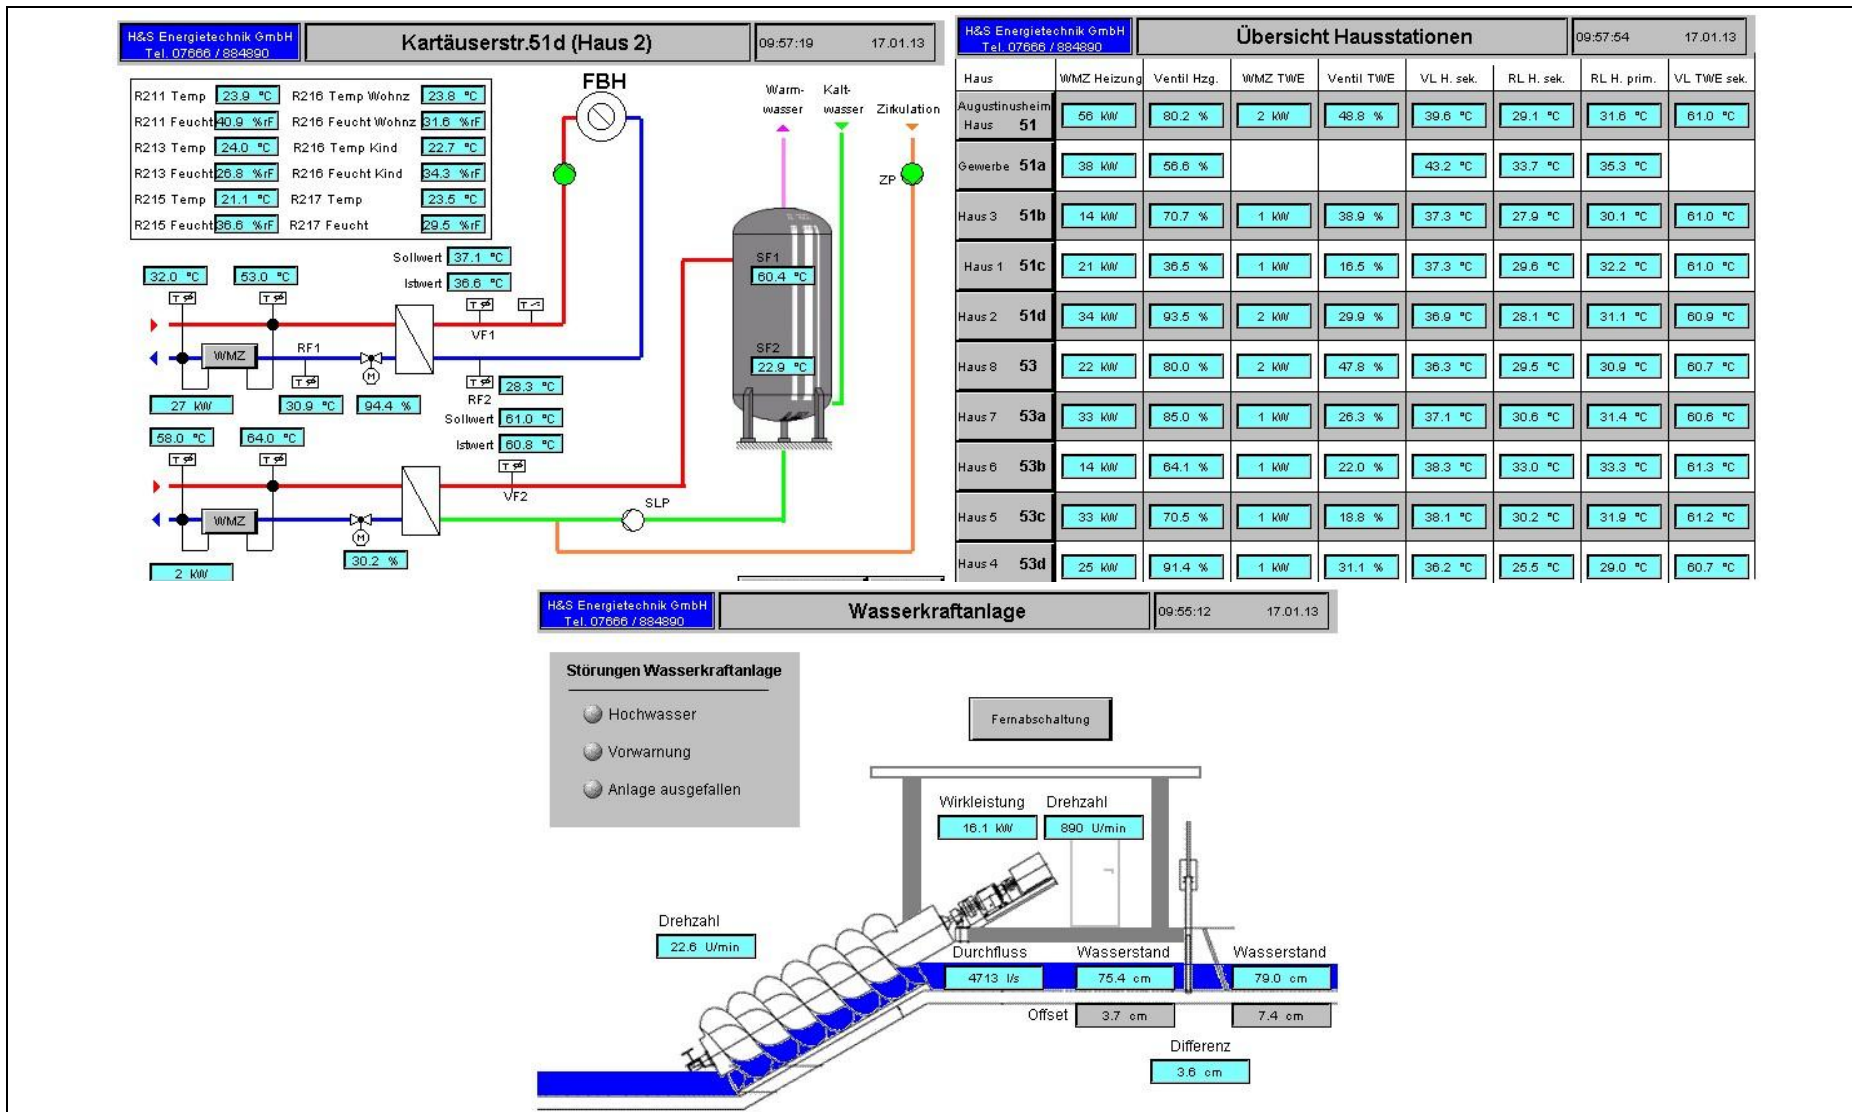 H&S Energietechnik GmbH
Tel. 07666 / 884890
Kartäuserstr.51d (Haus 2)
09:57:19 17.01.13
R211 Temp 23.9 °C R216 Temp Wohnz 23.8 °C
R211 Feucht 40.9 %rF R216 Feucht Wohnz 31.6 %rF
R213 Temp 24.0 °C R216 Temp Kind 22.7 °C
R213 Feucht 26.8 %rF R216 Feucht Kind 34.3 %rF
R215 Temp 21.1 °C R217 Temp 23.5 °C
R215 Feucht 36.6 %rF R217 Feucht 29.5 %rF
FBH
Warm-
wasser
Kalt-
wasser
Zirkulation
ZP
Sollwert 37.1 °C
Istwert 36.6 °C
32.0 °C 53.0 °C
T T T T
VF1
SF1
60.4 °C
SF2
22.9 °C
WMZ
RF1
M
T
T
RF2
28.3 °C
27 kW 30.9 °C 94.4 %
Sollwert 61.0 °C
Istwert 60.8 °C
58.0 °C 64.0 °C
T T T
VF2
SLP
WMZ
M
30.2 %
2 kW
H&S Energietechnik GmbH
Tel. 07666 / 884890
Übersicht Hausstationen
09:57:54 17.01.13
Haus WMZ Heizung Ventil Hzg. WMZ TWE Ventil TWE VL H. sek. RL H. sek. RL H. prim. VL TWE sek.
Augustinusheim
Haus 51 56 kW 80.2 % 2 kW 48.8 % 39.6 °C 29.1 °C 31.6 °C 61.0 °C
Gewerbe 51a 38 kW 56.6 % 43.2 °C 33.7 °C 35.3 °C
Haus 3 51b 14 kW 70.7 % 1 kW 38.9 % 37.3 °C 27.9 °C 30.1 °C 61.0 °C
Haus 1 51c 21 kW 36.5 % 1 kW 16.5 % 37.3 °C 29.6 °C 32.2 °C 61.0 °C
Haus 2 51d 34 kW 93.5 % 2 kW 29.9 % 36.9 °C 28.1 °C 31.1 °C 60.9 °C
Haus 8 53 22 kW 80.0 % 2 kW 47.8 % 36.3 °C 29.5 °C 30.9 °C 60.7 °C
Haus 7 53a 33 kW 85.0 % 1 kW 26.3 % 37.1 °C 30.6 °C 31.4 °C 60.6 °C
Haus 6 53b 14 kW 64.1 % 1 kW 22.0 % 38.3 °C 33.0 °C 33.3 °C 61.3 °C
Haus 5 53c 33 kW 70.5 % 1 kW 18.8 % 38.1 °C 30.2 °C 31.9 °C 61.2 °C
Haus 4 53d 25 kW 91.4 % 1 kW 31.1 % 36.2 °C 25.5 °C 29.0 °C 60.7 °C
H&S Energietechnik GmbH
Tel. 07666 / 884890
Wasserkraftanlage
09:55:12 17.01.13
Störungen Wasserkraftanlage
Hochwasser
Vorwarnung
Anlage ausgefallen
Fernabschaltung
Wirkleistung Drehzahl
16.1 kW 890 U/min
Drehzahl
22.6 U/min
Durchfluss Wasserstand Wasserstand
4713 l/s 75.4 cm 79.0 cm
Offset 3.7 cm 7.4 cm
Differenz
3.6 cm